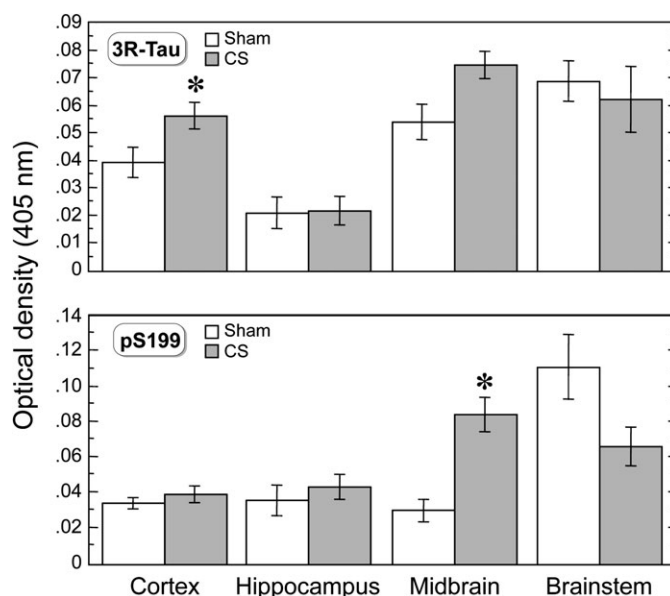 Optical density (405 nm)
3R-Tau
Sham
CS
*
.09
.08
.07
.06
.05
.04
.03
.02
.01
0
pS199
Sham
CS
*
.14
.12
.10
.08
.06
.04
.02
0
Cortex Hippocampus Midbrain Brainstem